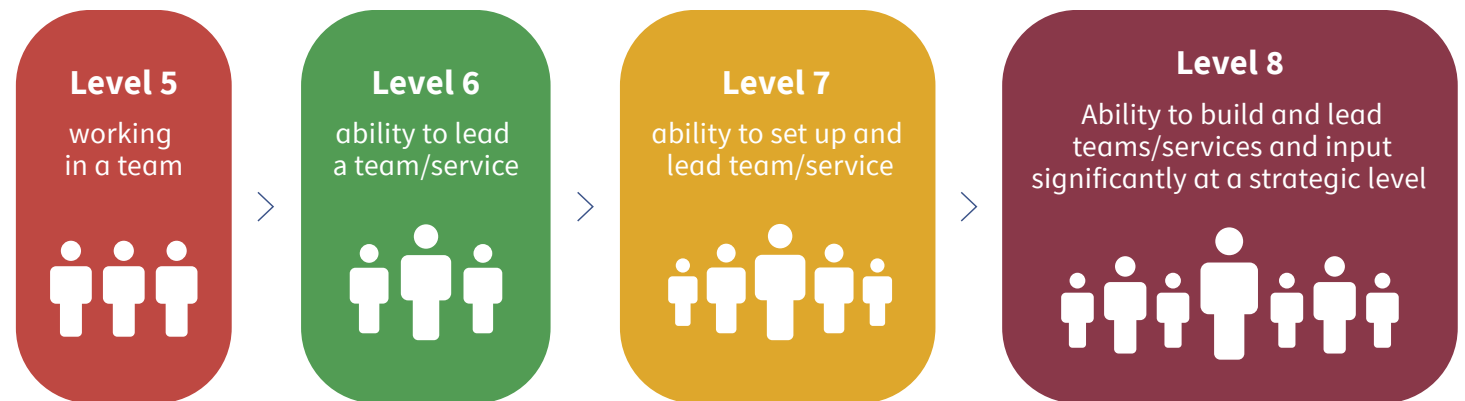 Level 5
working
in a team
Level 6
ability to lead
a team/service
Level 7
ability to set up and
lead team/service
Level 8
Ability to build and lead
teams/services and input
significantly at a strategic level